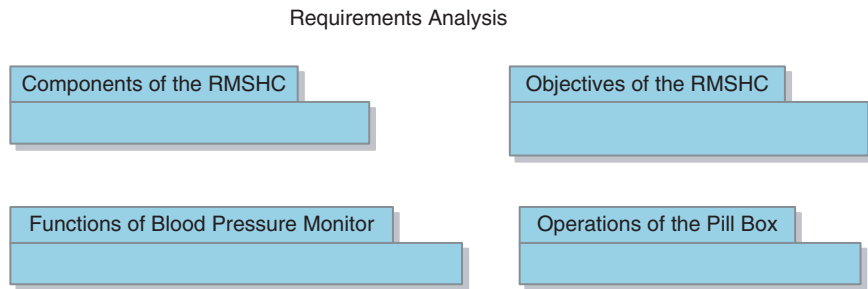 Requirements Analysis
Components of the RMSHC
Objectives of the RMSHC
Functions of Blood Pressure Monitor
Operations of the Pill Box